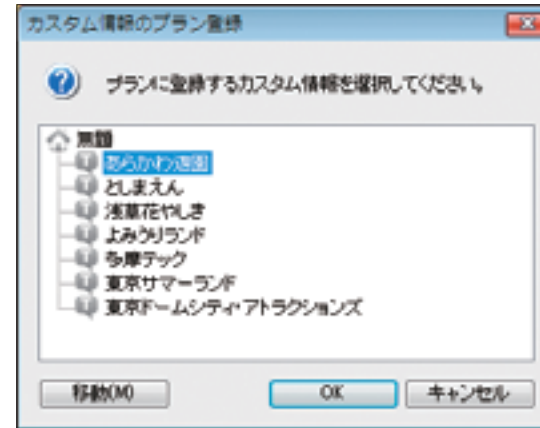 カスタム情報のプラン登録
プランに登録するカスタム情報を選択してください。
無題
あらかわ遊園
としまえん
浅草花やしき
よみうりランド
多摩テック
東京サマーランド
東京ドームシティ・アトラクションズ
移動(M)
OK
キャンセル